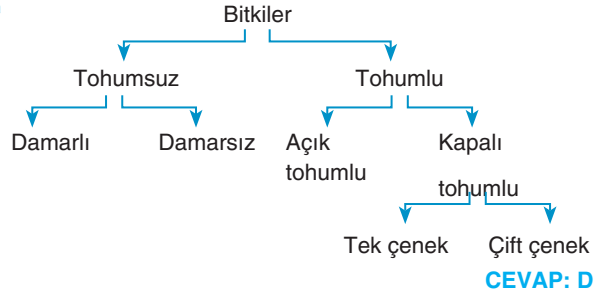 Bitkiler
Tohumsuz Tohumlu
Damarlı Damarsız Açık Kapalı
tohumlu tohumlu
Tek çenek Çift çenek
CEVAP: D